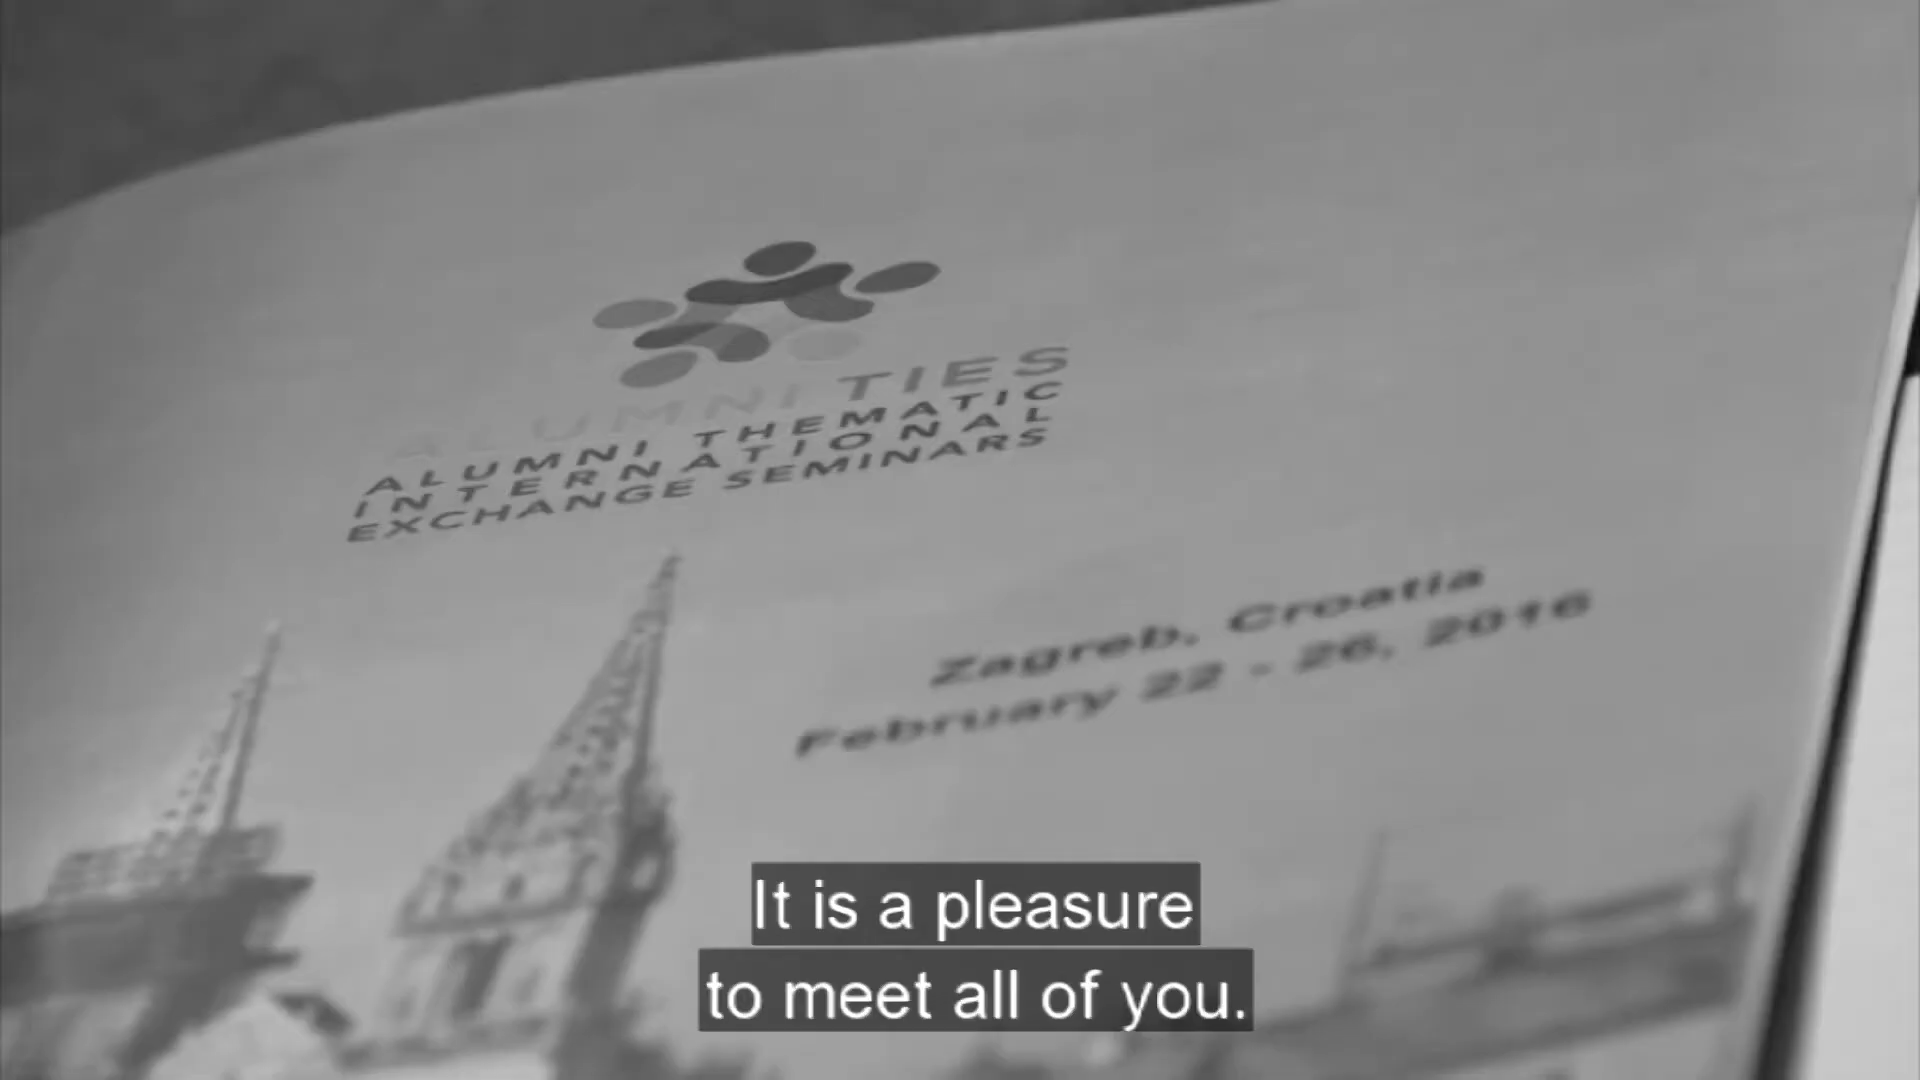 ALUMNI TIES
ALUMNI THEMATIC
INTERNATIONAL
EXCHANGE SEMINARS
Zagreb, Croatia
February 22 - 26, 2016
It is a pleasure
to meet all of you.